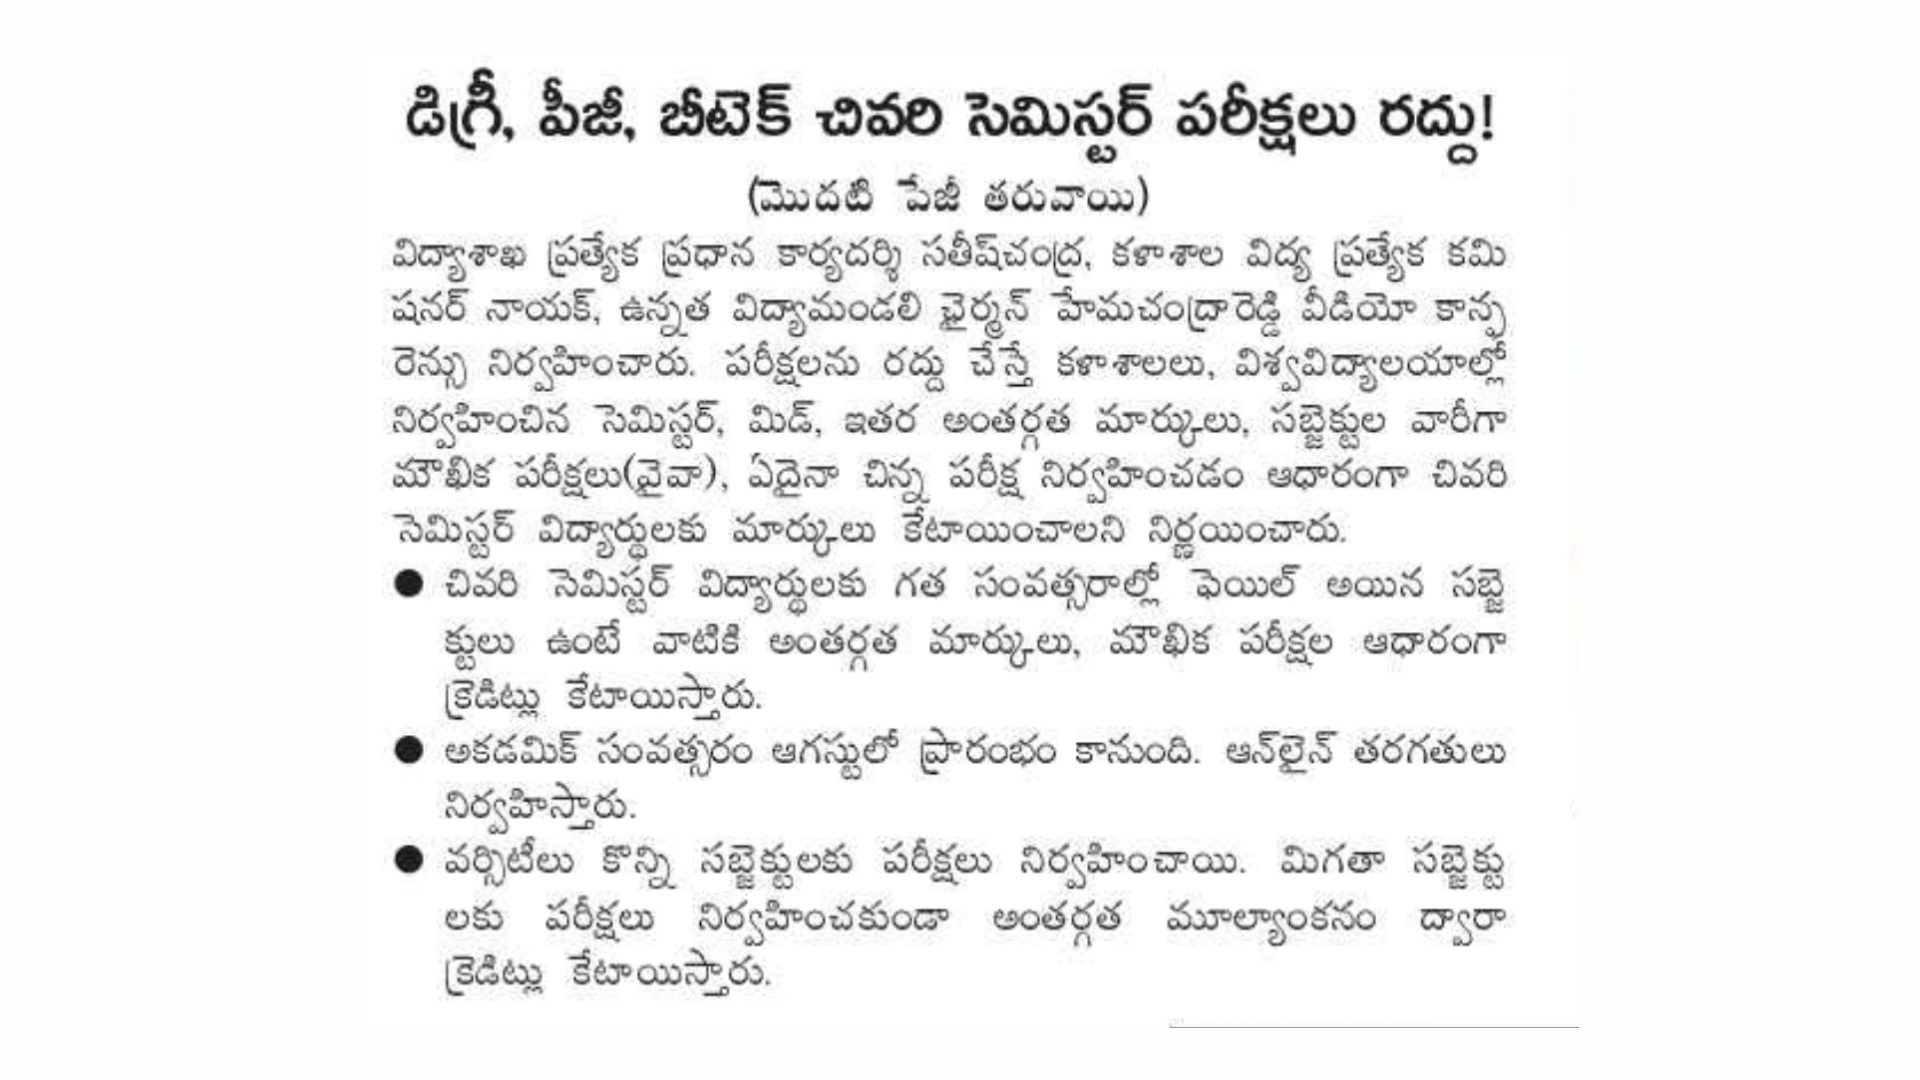 డిగ్రీ, పీజీ, బీటెక్ చివరి సెమిస్టర్ పరీక్షలు రద్దు!
(మొదటి పేజీ తరువాయి)
విద్యాశాఖ ప్రత్యేక ప్రధాన కార్యదర్శి సతీష్‌చంద్ర, కళాశాల విద్య ప్రత్యేక కమి
షనర్ నాయక్, ఉన్నత విద్యామండలి ఛైర్మన్ హేమచంద్రారెడ్డి వీడియో కాన్ఫ
రెన్సు నిర్వహించారు. పరీక్షలను రద్దు చేస్తే కళాశాలలు, విశ్వవిద్యాలయాల్లో
నిర్వహించిన సెమిస్టర్, మిడ్, ఇతర అంతర్గత మార్కులు, సబ్జెక్టుల వారీగా
మౌఖిక పరీక్షలు(వైవా), ఏదైనా చిన్న పరీక్ష నిర్వహించడం ఆధారంగా చివరి
సెమిస్టర్ విద్యార్థులకు మార్కులు కేటాయించాలని నిర్ణయించారు.
● చివరి సెమిస్టర్ విద్యార్థులకు గత సంవత్సరాల్లో ఫెయిల్ అయిన సబ్జె
క్టులు ఉంటే వాటికి అంతర్గత మార్కులు, మౌఖిక పరీక్షల ఆధారంగా
క్రెడిట్లు కేటాయిస్తారు.
● అకడమిక్ సంవత్సరం ఆగస్టులో ప్రారంభం కానుంది. ఆన్‌లైన్ తరగతులు
నిర్వహిస్తారు.
● వర్సిటీలు కొన్ని సబ్జెక్టులకు పరీక్షలు నిర్వహించాయి. మిగతా సబ్జెక్టు
లకు పరీక్షలు నిర్వహించకుండా అంతర్గత మూల్యాంకనం ద్వారా
క్రెడిట్లు కేటాయిస్తారు.